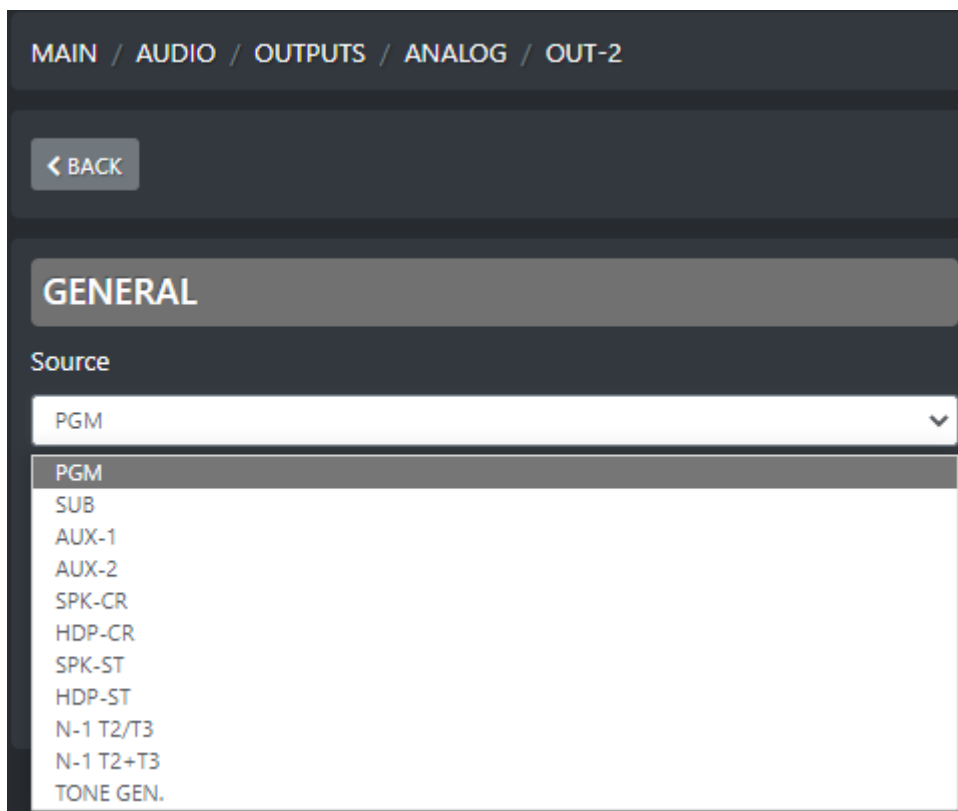 MAIN / AUDIO / OUTPUTS / ANALOG / OUT-2
BACK
GENERAL
Source
PGM
PGM
SUB
AUX-1
AUX-2
SPK-CR
HDP-CR
SPK-ST
HDP-ST
N-1 T2/T3
N-1 T2+T3
TONE GEN.